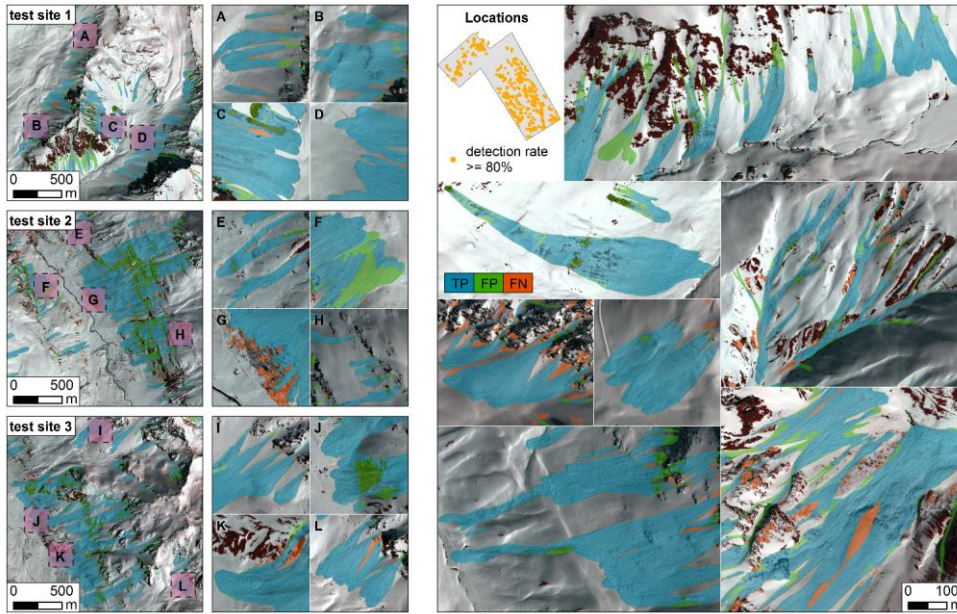 test site 1
A
B
C
D
0 500
m
A
B
C
D
test site 2
E
F
G
H
0 500
m
E
F
G
H
test site 3
I
J
K
L
0 500
m
I
J
K
L
Locations
detection rate
>= 80%
TP FP FN
0 100
m